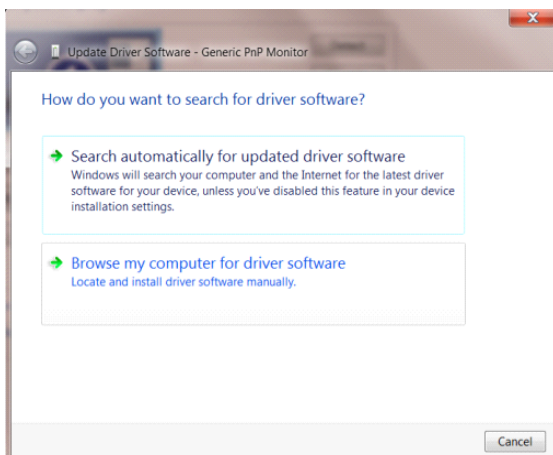 Update Driver Software - Generic PnP Monitor
How do you want to search for driver software?
Search automatically for updated driver software
Windows will search your computer and the Internet for the latest driver
software for your device, unless you've disabled this feature in your device
installation settings.
Browse my computer for driver software
Locate and install driver software manually.
Cancel